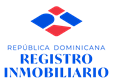 REPÚBLICA DOMINICANA
REGISTRO
INMOBILIARIO